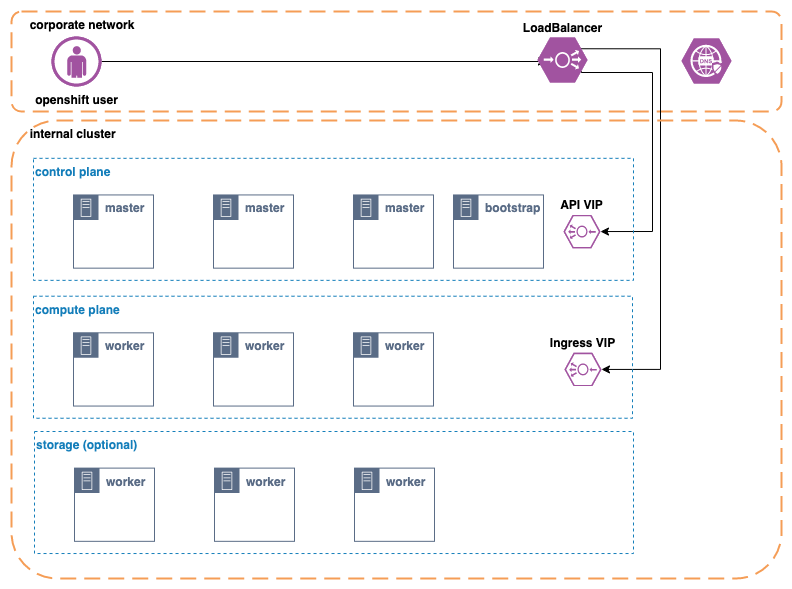 corporate network
LoadBalancer
DNS
openshift user
internal cluster
control plane
master
master
master
bootstrap
API VIP
compute plane
worker
worker
worker
Ingress VIP
storage (optional)
worker
worker
worker